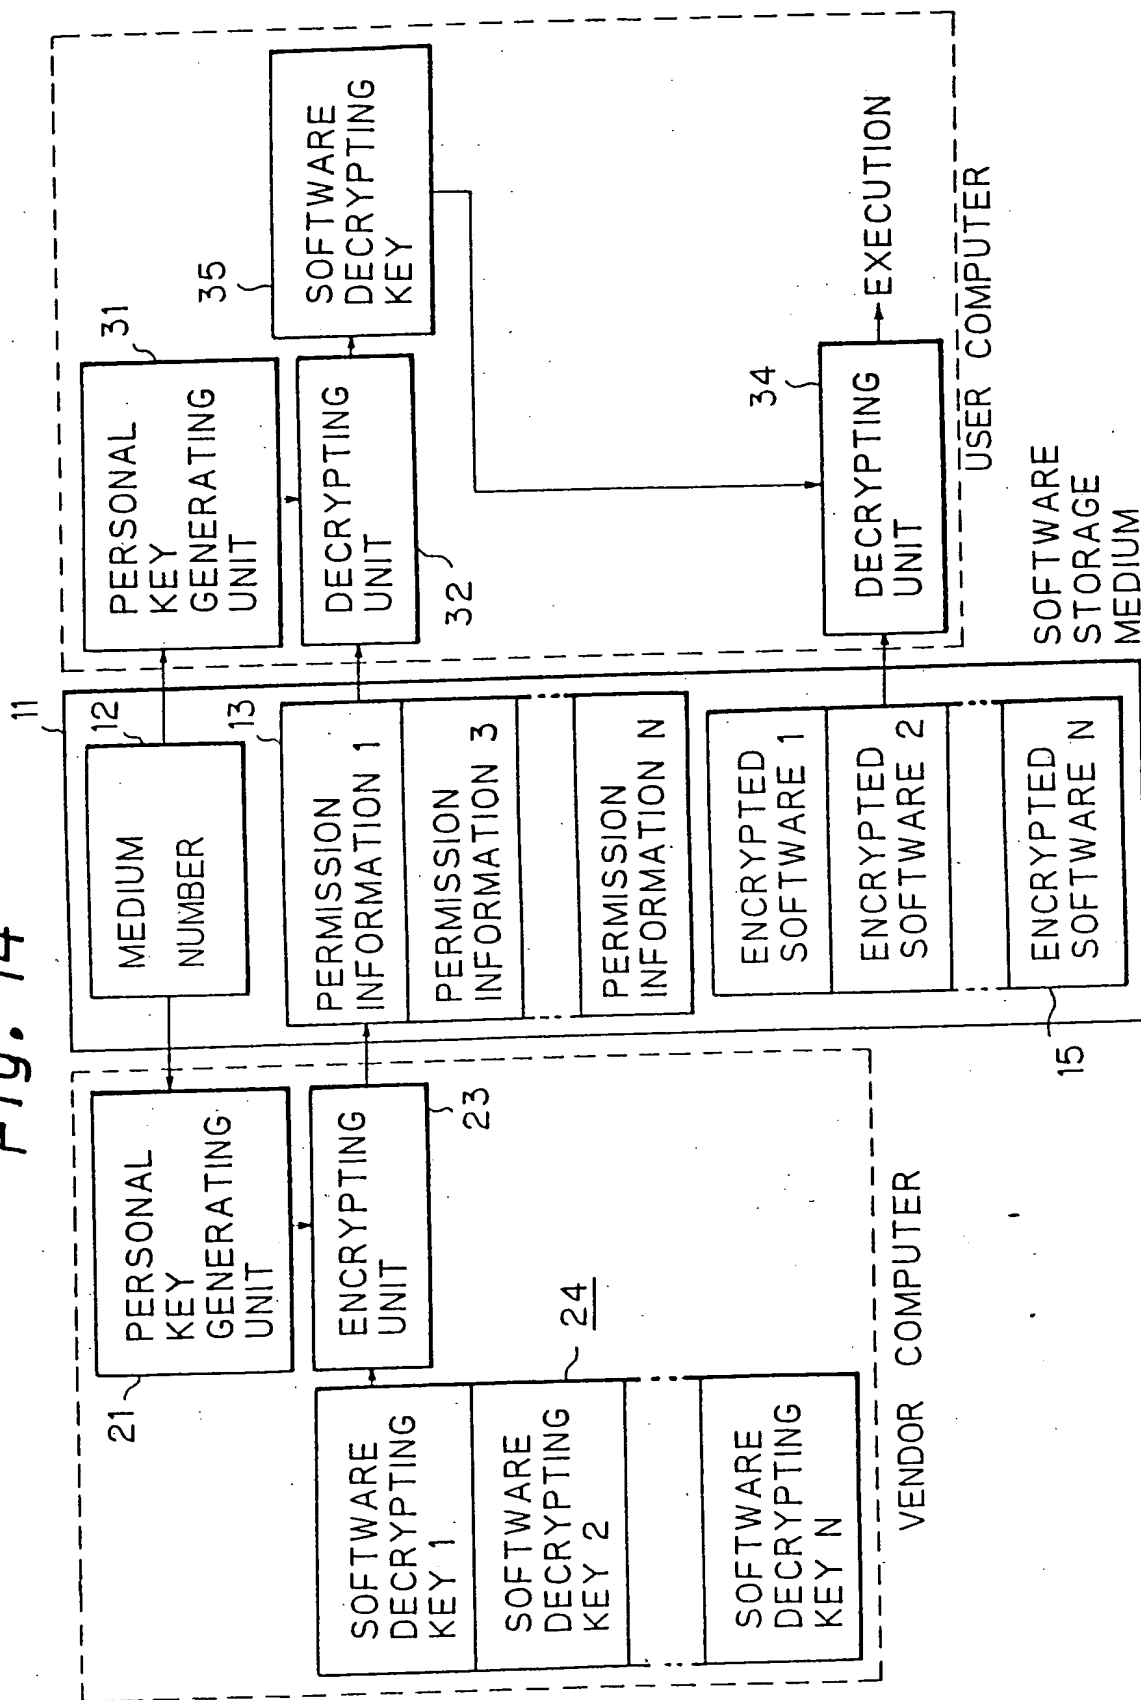 Fig. 14
11
12
MEDIUM
NUMBER
13
PERMISSION
INFORMATION 1
PERMISSION
INFORMATION 3
PERMISSION
INFORMATION N
ENCRYPTED
SOFTWARE 1
ENCRYPTED
SOFTWARE 2
ENCRYPTED
SOFTWARE N
15
SOFTWARE
STORAGE
MEDIUM
21
PERSONAL
KEY
GENERATING
UNIT
ENCRYPTING
UNIT
23
SOFTWARE
DECRYPTING
KEY 1
SOFTWARE
DECRYPTING
KEY 2
24
SOFTWARE
DECRYPTING
KEY N
VENDOR COMPUTER
31
PERSONAL
KEY
GENERATING
UNIT
DECRYPTING
UNIT
32
35
SOFTWARE
DECRYPTING
KEY
34
DECRYPTING
UNIT
EXECUTION
USER COMPUTER